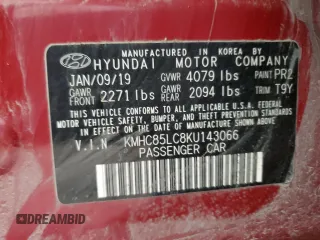 MANUFACTURED IN KOREA BY
HYUNDAI MOTOR COMPANY
JAN/09/19 GVWR 4079 lbs PAINT PR2
GAWR FRONT 2271 lbs GAWR REAR 2094 lbs TRIM T9Y
THIS VEHICLE CONFORMS TO ALL APPLICABLE
FEDERAL MOTOR VEHICLE SAFETY, BUMPER,
AND THEFT PREVENTION STANDARDS IN EFFECT
ON THE DATE OF MANUFACTURE SHOWN ABOVE.
V.I.N KMHC85LC8KU143066
PASSENGER CAR
DREAMBID